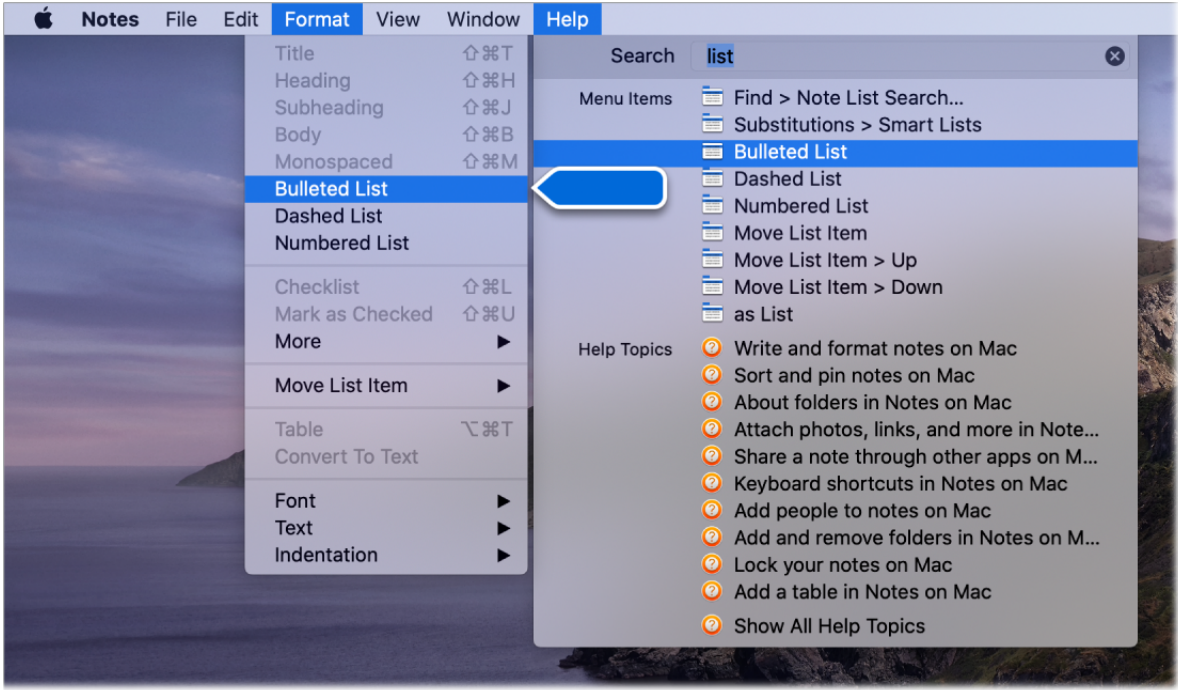 Notes File Edit Format View Window Help
Title ⇧⌘T
Heading ⇧⌘H
Subheading ⇧⌘J
Body ⇧⌘B
Monospaced ⇧⌘M
Bulleted List
Dashed List
Numbered List
Checklist ⇧⌘L
Mark as Checked ⇧⌘U
More ▶
Move List Item ▶
Table ⌥⌘T
Convert To Text
Font ▶
Text ▶
Indentation ▶
Search list
Menu Items Find > Note List Search...
Substitutions > Smart Lists
Bulleted List
Dashed List
Numbered List
Move List Item
Move List Item > Up
Move List Item > Down
as List
Help Topics Write and format notes on Mac
Sort and pin notes on Mac
About folders in Notes on Mac
Attach photos, links, and more in Note...
Share a note through other apps on M...
Keyboard shortcuts in Notes on Mac
Add people to notes on Mac
Add and remove folders in Notes on M...
Lock your notes on Mac
Add a table in Notes on Mac
Show All Help Topics